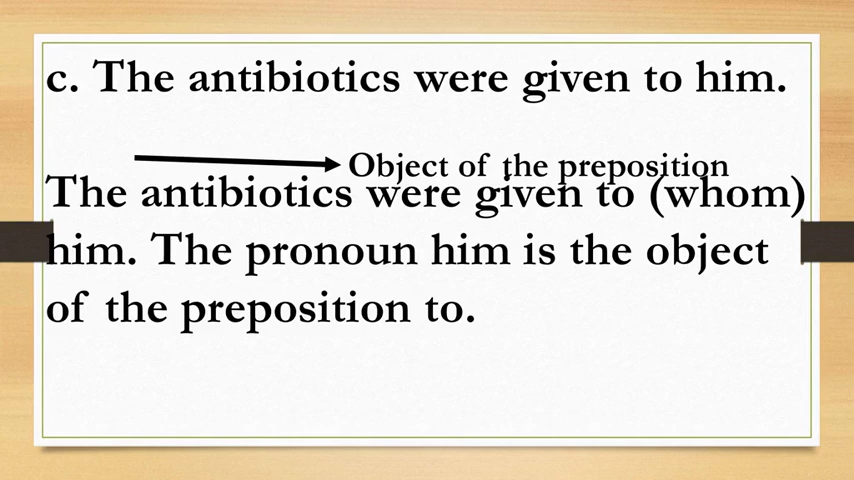 c. The antibiotics were given to him.
Object of the preposition
The antibiotics were given to (whom)
him. The pronoun him is the object
of the preposition to.